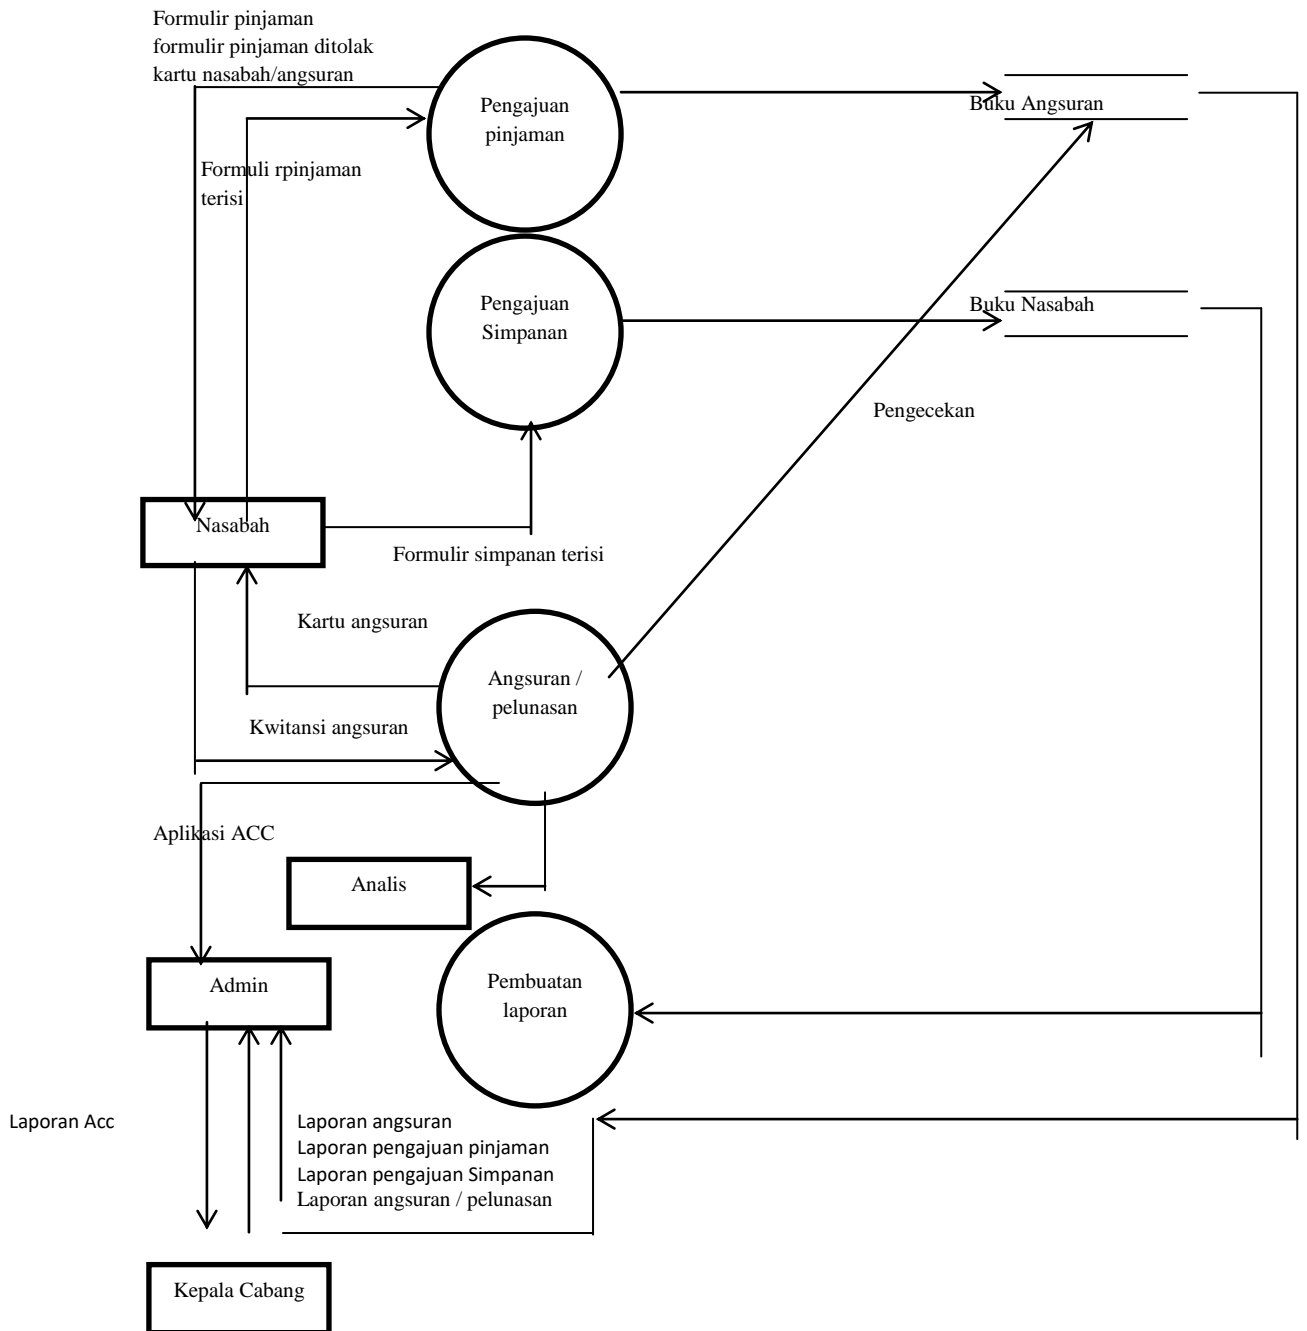 Formulir pinjaman
formulir pinjaman ditolak
kartu nasabah/angsuran
Pengajuan
pinjaman
Buku Angsuran
Formuli rpinjaman
terisi
Pengajuan
Simpanan
Buku Nasabah
Pengecekan
Nasabah
Formulir simpanan terisi
Kartu angsuran
Angsuran /
pelunasan
Kwitansi angsuran
Aplikasi ACC
Analis
Admin
Pembuatan
laporan
Laporan Acc
Laporan angsuran
Laporan pengajuan pinjaman
Laporan pengajuan Simpanan
Laporan angsuran / pelunasan
Kepala Cabang